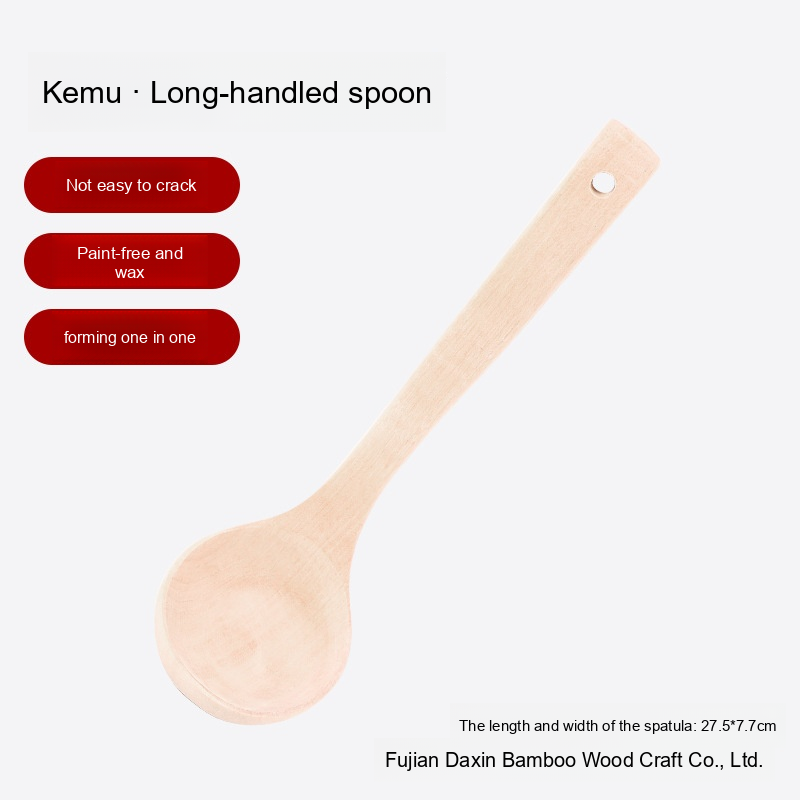 Kemu · Long-handled spoon
Not easy to crack
Paint-free and
wax
forming one in one
The length and width of the spatula: 27.5*7.7cm
Fujian Daxin Bamboo Wood Craft Co., Ltd.